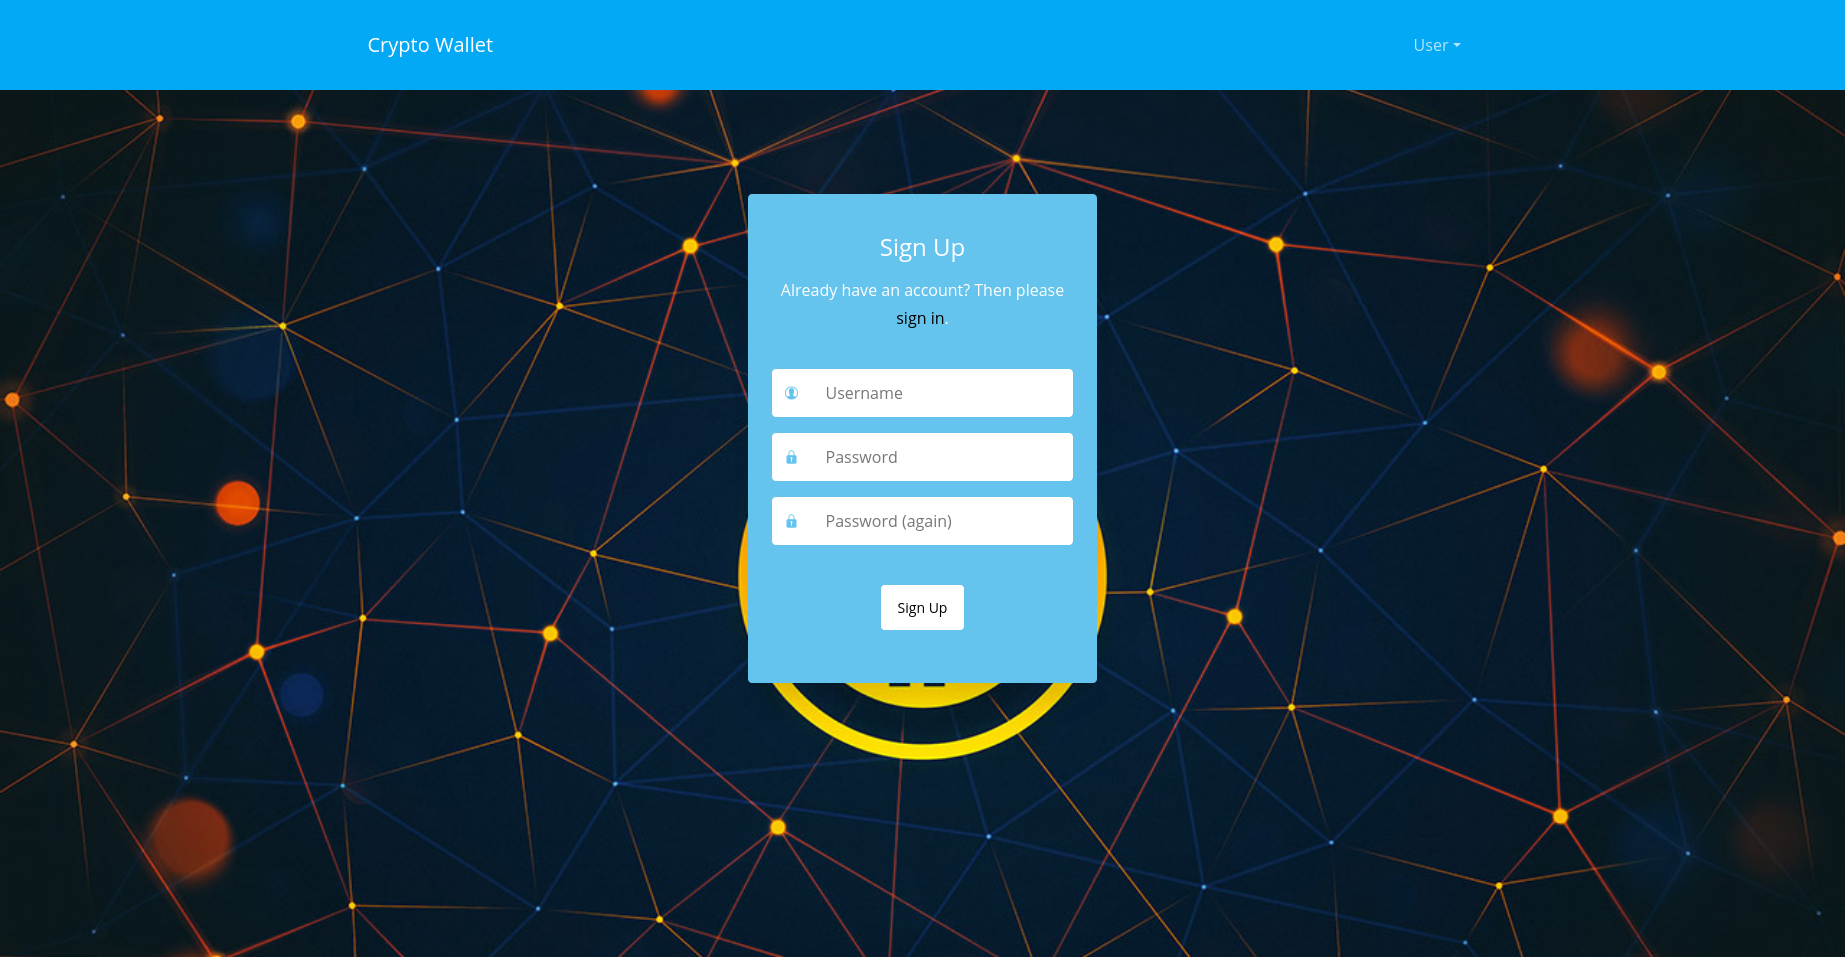 Crypto Wallet
User
Sign Up
Already have an account? Then please
sign in.
Username
Password
Password (again)
Sign Up